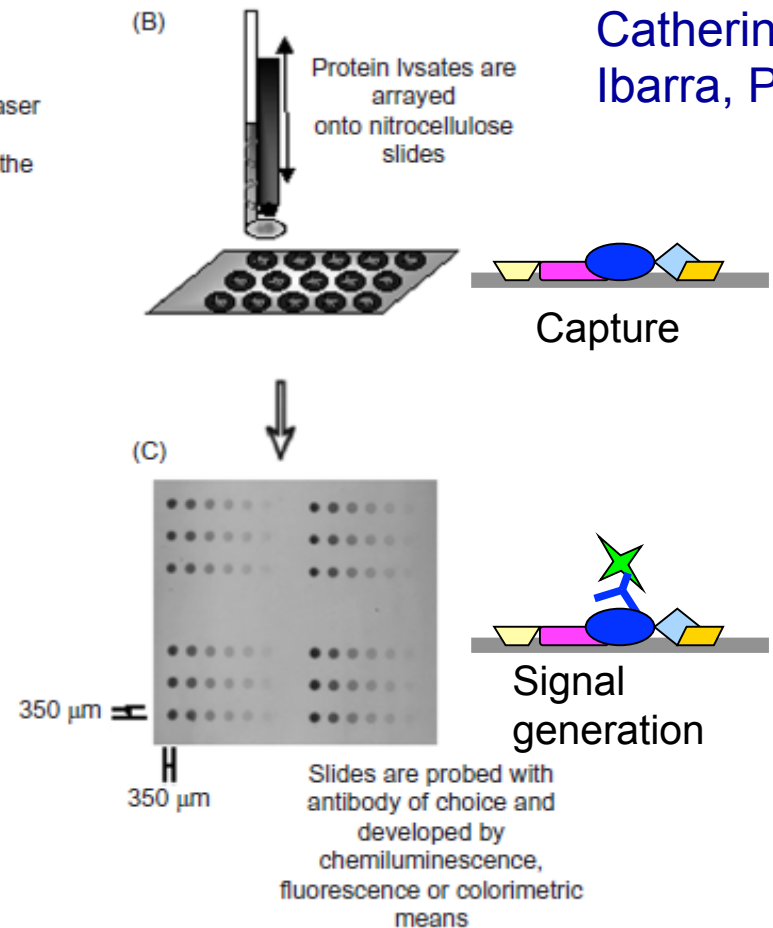 (B)
Catherin
Ibarra, P
aser
the
Protein lvsates are
arrayed
onto nitrocellulose
slides
Capture
(C)
350 μm
350 μm
Signal
generation
Slides are probed with
antibody of choice and
developed by
chemiluminescence,
fluorescence or colorimetric
means